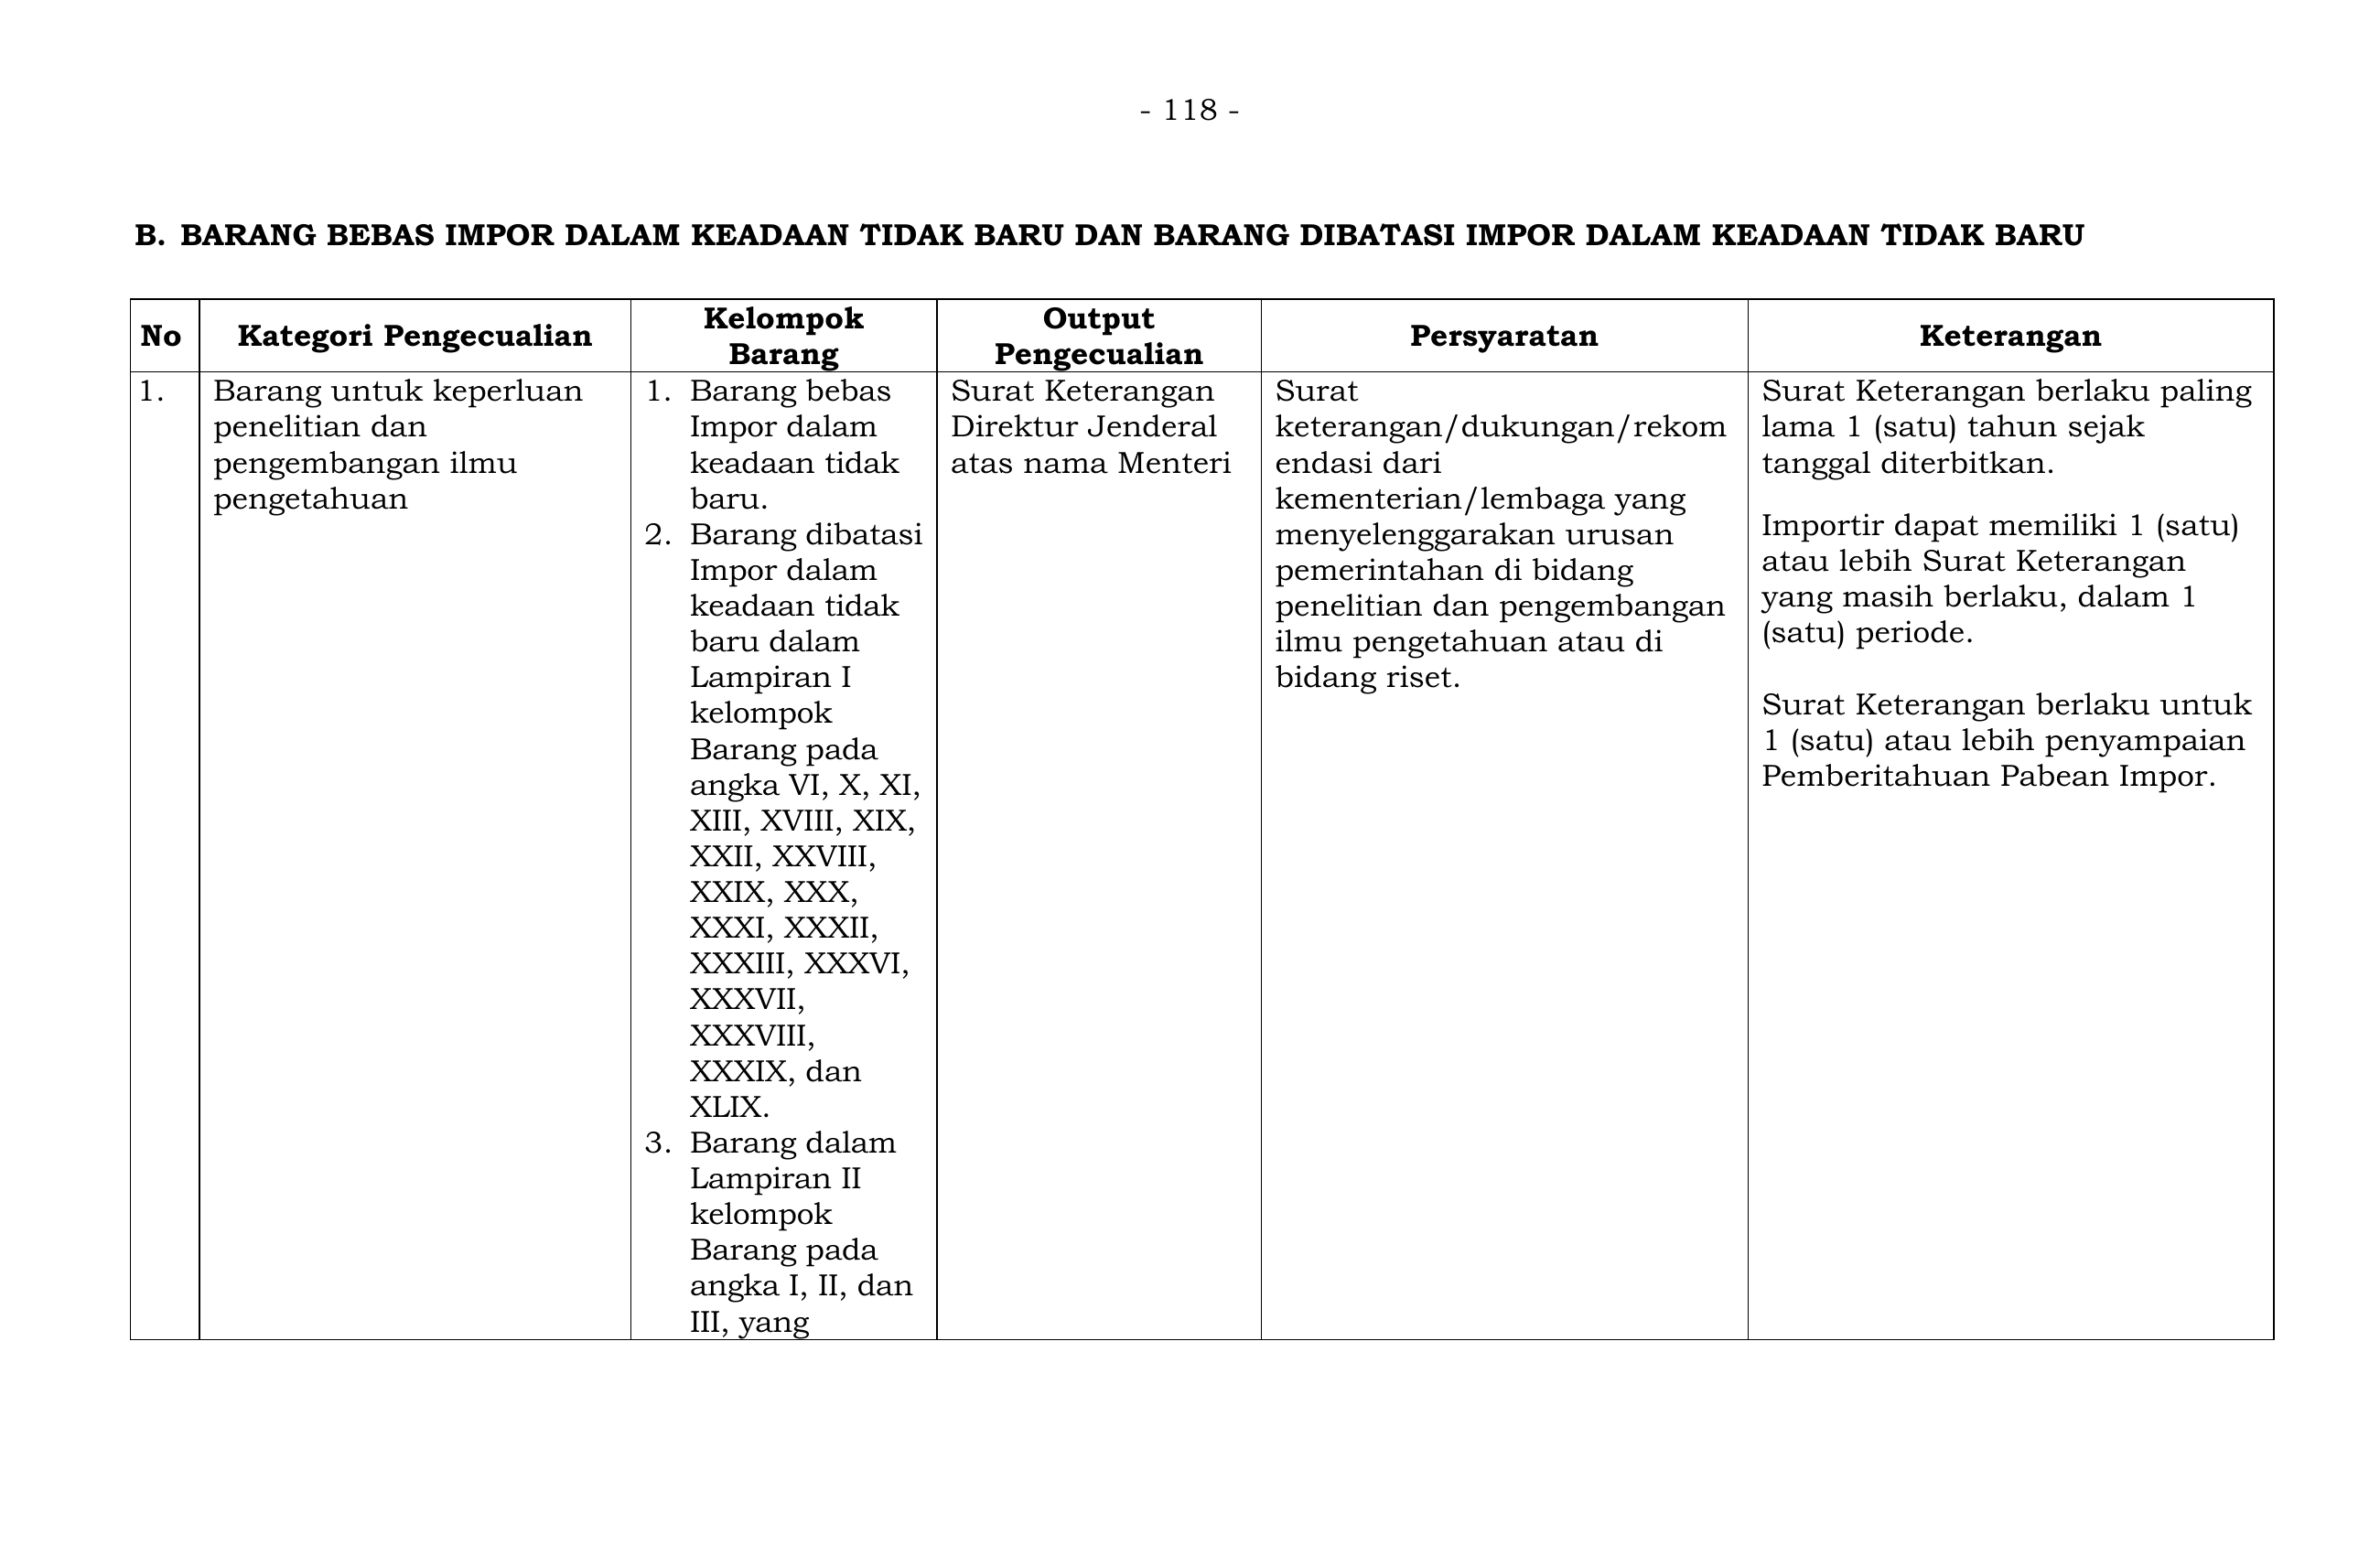 - 118 -
B. BARANG BEBAS IMPOR DALAM KEADAAN TIDAK BARU DAN BARANG DIBATASI IMPOR DALAM KEADAAN TIDAK BARU
No
Kategori Pengecualian
Kelompok
Barang
Output
Pengecualian
Persyaratan
Keterangan
1.
Barang untuk keperluan
penelitian dan
pengembangan ilmu
pengetahuan
1. Barang bebas
Impor dalam
keadaan tidak
baru.
2. Barang dibatasi
Impor dalam
keadaan tidak
baru dalam
Lampiran I
kelompok
Barang pada
angka VI, X, XI,
XIII, XVIII, XIX,
XXII, XXVIII,
XXIX, XXX,
XXXI, XXXII,
XXXIII, XXXVI,
XXXVII,
XXXVIII,
XXXIX, dan
XLIX.
3. Barang dalam
Lampiran II
kelompok
Barang pada
angka I, II, dan
III, yang
Surat Keterangan
Direktur Jenderal
atas nama Menteri
Surat
keterangan/dukungan/rekom
endasi dari
kementerian/lembaga yang
menyelenggarakan urusan
pemerintahan di bidang
penelitian dan pengembangan
ilmu pengetahuan atau di
bidang riset.
Surat Keterangan berlaku paling
lama 1 (satu) tahun sejak
tanggal diterbitkan.
Importir dapat memiliki 1 (satu)
atau lebih Surat Keterangan
yang masih berlaku, dalam 1
(satu) periode.
Surat Keterangan berlaku untuk
1 (satu) atau lebih penyampaian
Pemberitahuan Pabean Impor.